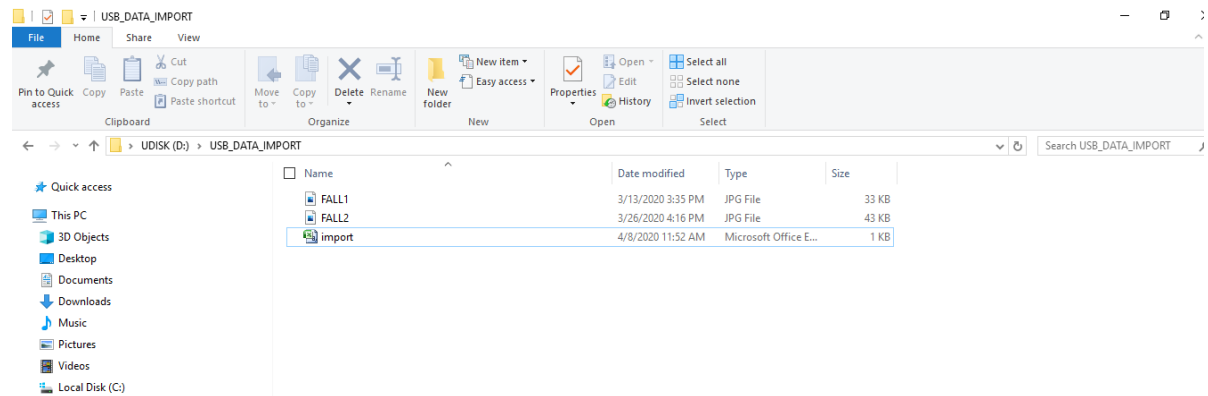 USB_DATA_IMPORT
File Home Share View
Pin to Quick access
Copy
Paste
Cut
Copy path
Paste shortcut
Clipboard
Move to
Copy to
Delete
Rename
Organize
New folder
New item
Easy access
New
Properties
Open
Edit
History
Open
Select all
Select none
Invert selection
Select
UDISK (D:) › USB_DATA_IMPORT
Search USB_DATA_IMPORT
Name Date modified Type Size
FALL1 3/13/2020 3:35 PM JPG File 33 KB
FALL2 3/26/2020 4:16 PM JPG File 43 KB
import 4/8/2020 11:52 AM Microsoft Office E... 1 KB
Quick access
This PC
3D Objects
Desktop
Documents
Downloads
Music
Pictures
Videos
Local Disk (C:)